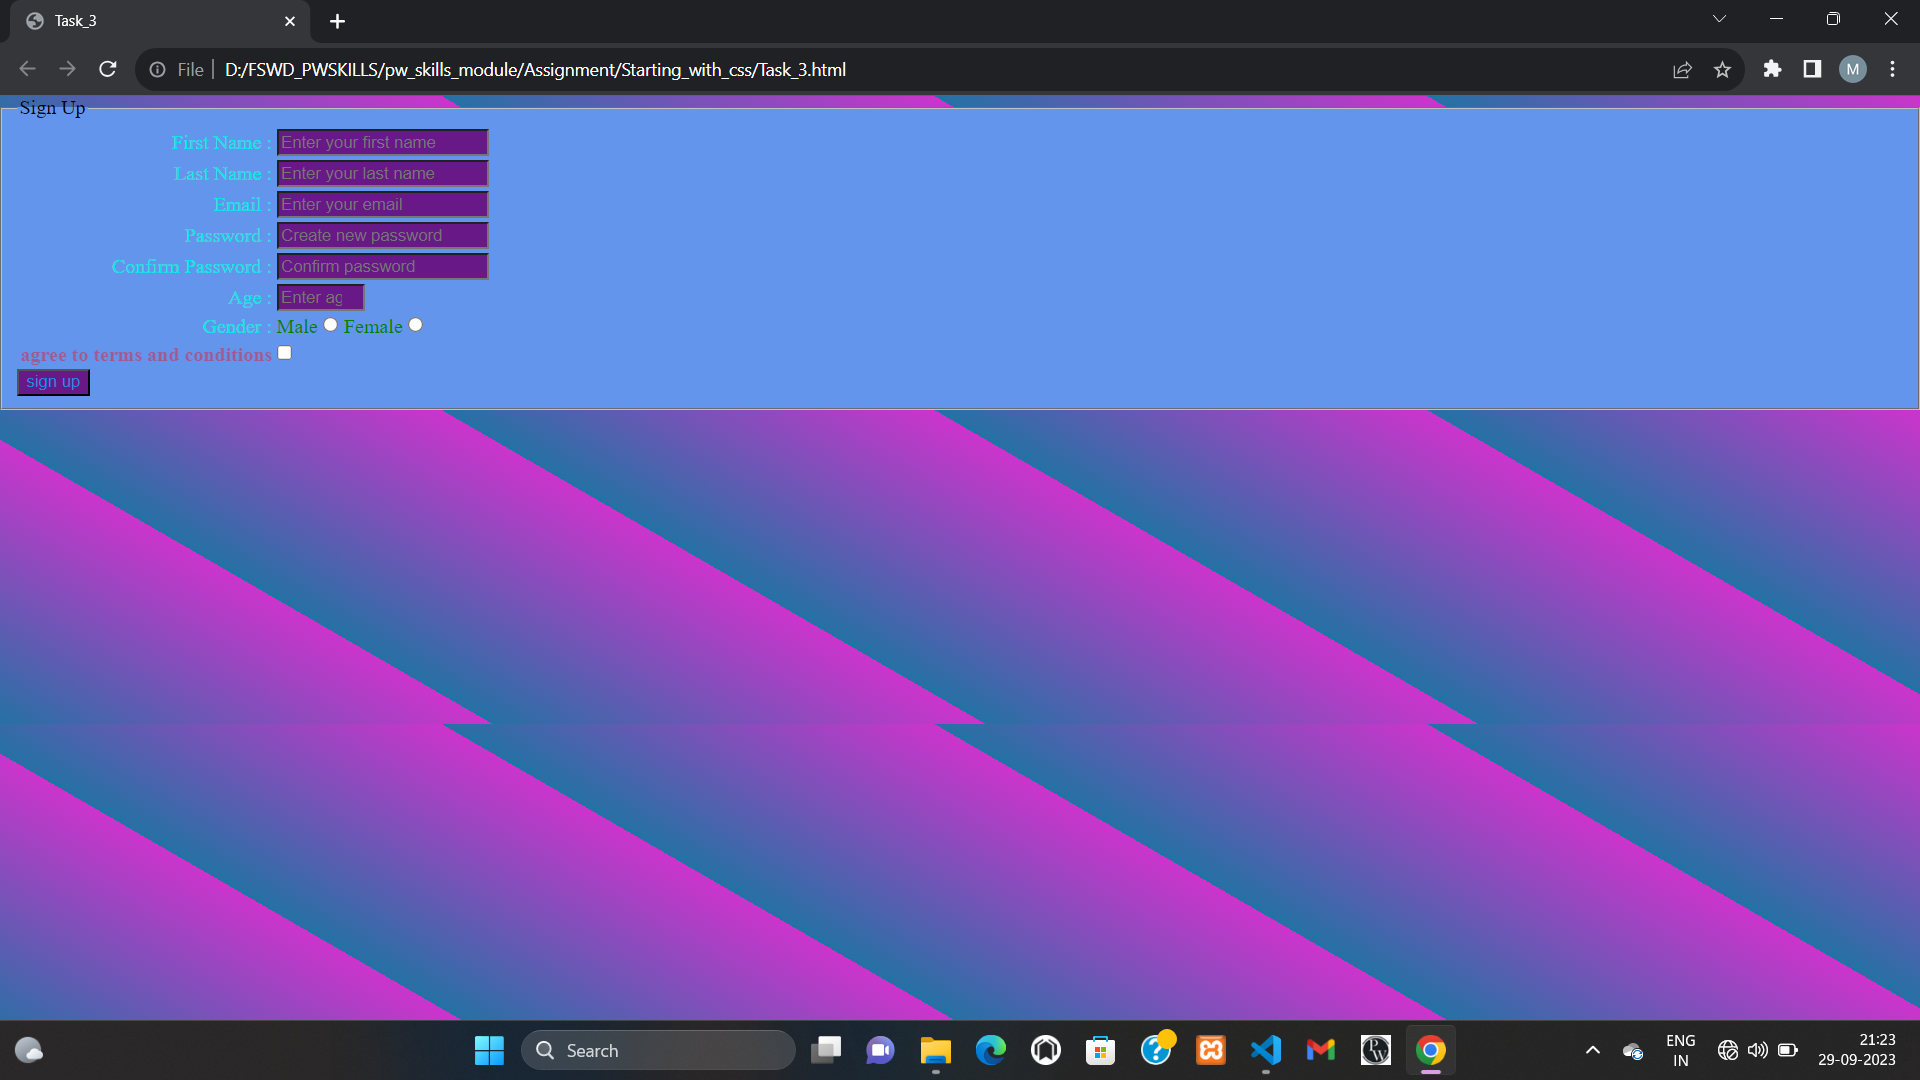 Task_3
File D:/FSWD_PWSKILLS/pw_skills_module/Assignment/Starting_with_css/Task_3.html
M
Sign Up
First Name : Enter your first name
Last Name : Enter your last name
Email : Enter your email
Password : Create new password
Confirm Password : Confirm password
Age : Enter ag
Gender : Male Female
agree to terms and conditions
sign up
Search
PW
ENG
IN
21:23
29-09-2023